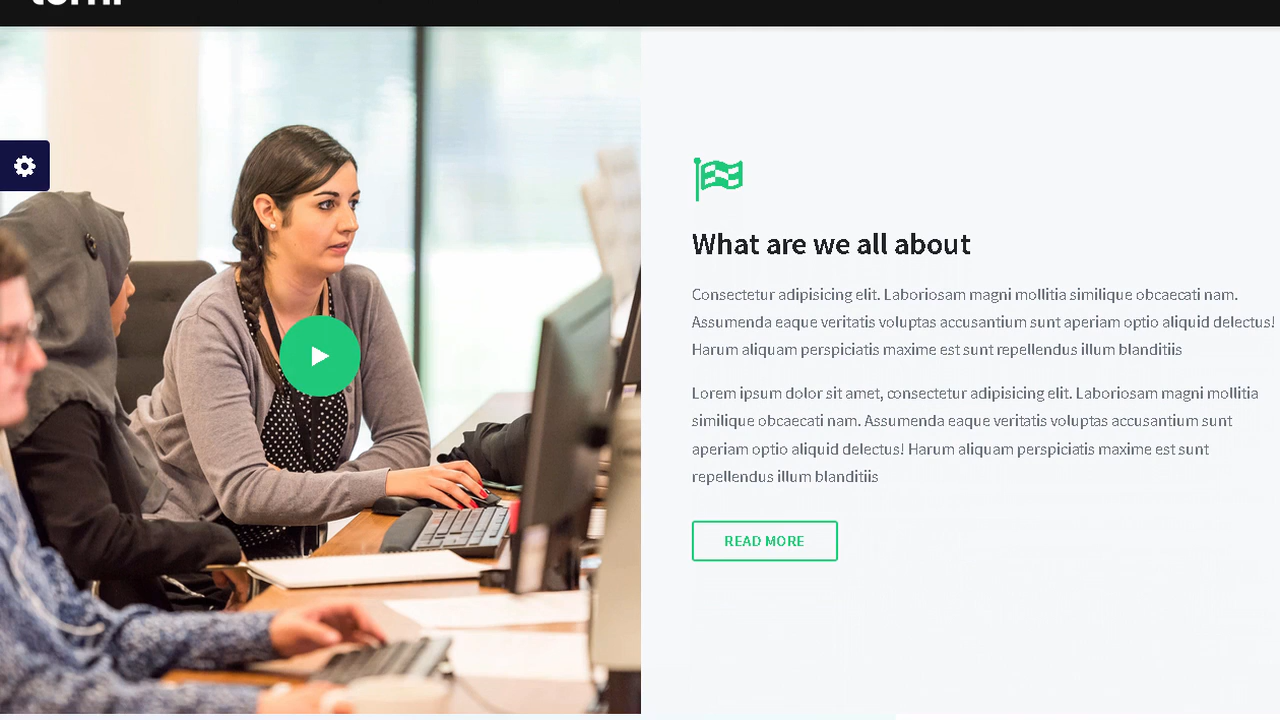 What are we all about
Consectetur adipisicing elit. Laboriosam magni mollitia similique obcaecati nam.
Assumenda eaque veritatis voluptas accusantium sunt aperiam optio aliquid delectus!
Harum aliquam perspiciatis maxime est sunt repellendus illum blanditiis
Lorem ipsum dolor sit amet, consectetur adipisicing elit. Laboriosam magni mollitia
similique obcaecati nam. Assumenda eaque veritatis voluptas accusantium sunt
aperiam optio aliquid delectus! Harum aliquam perspiciatis maxime est sunt
repellendus illum blanditiis
READ MORE